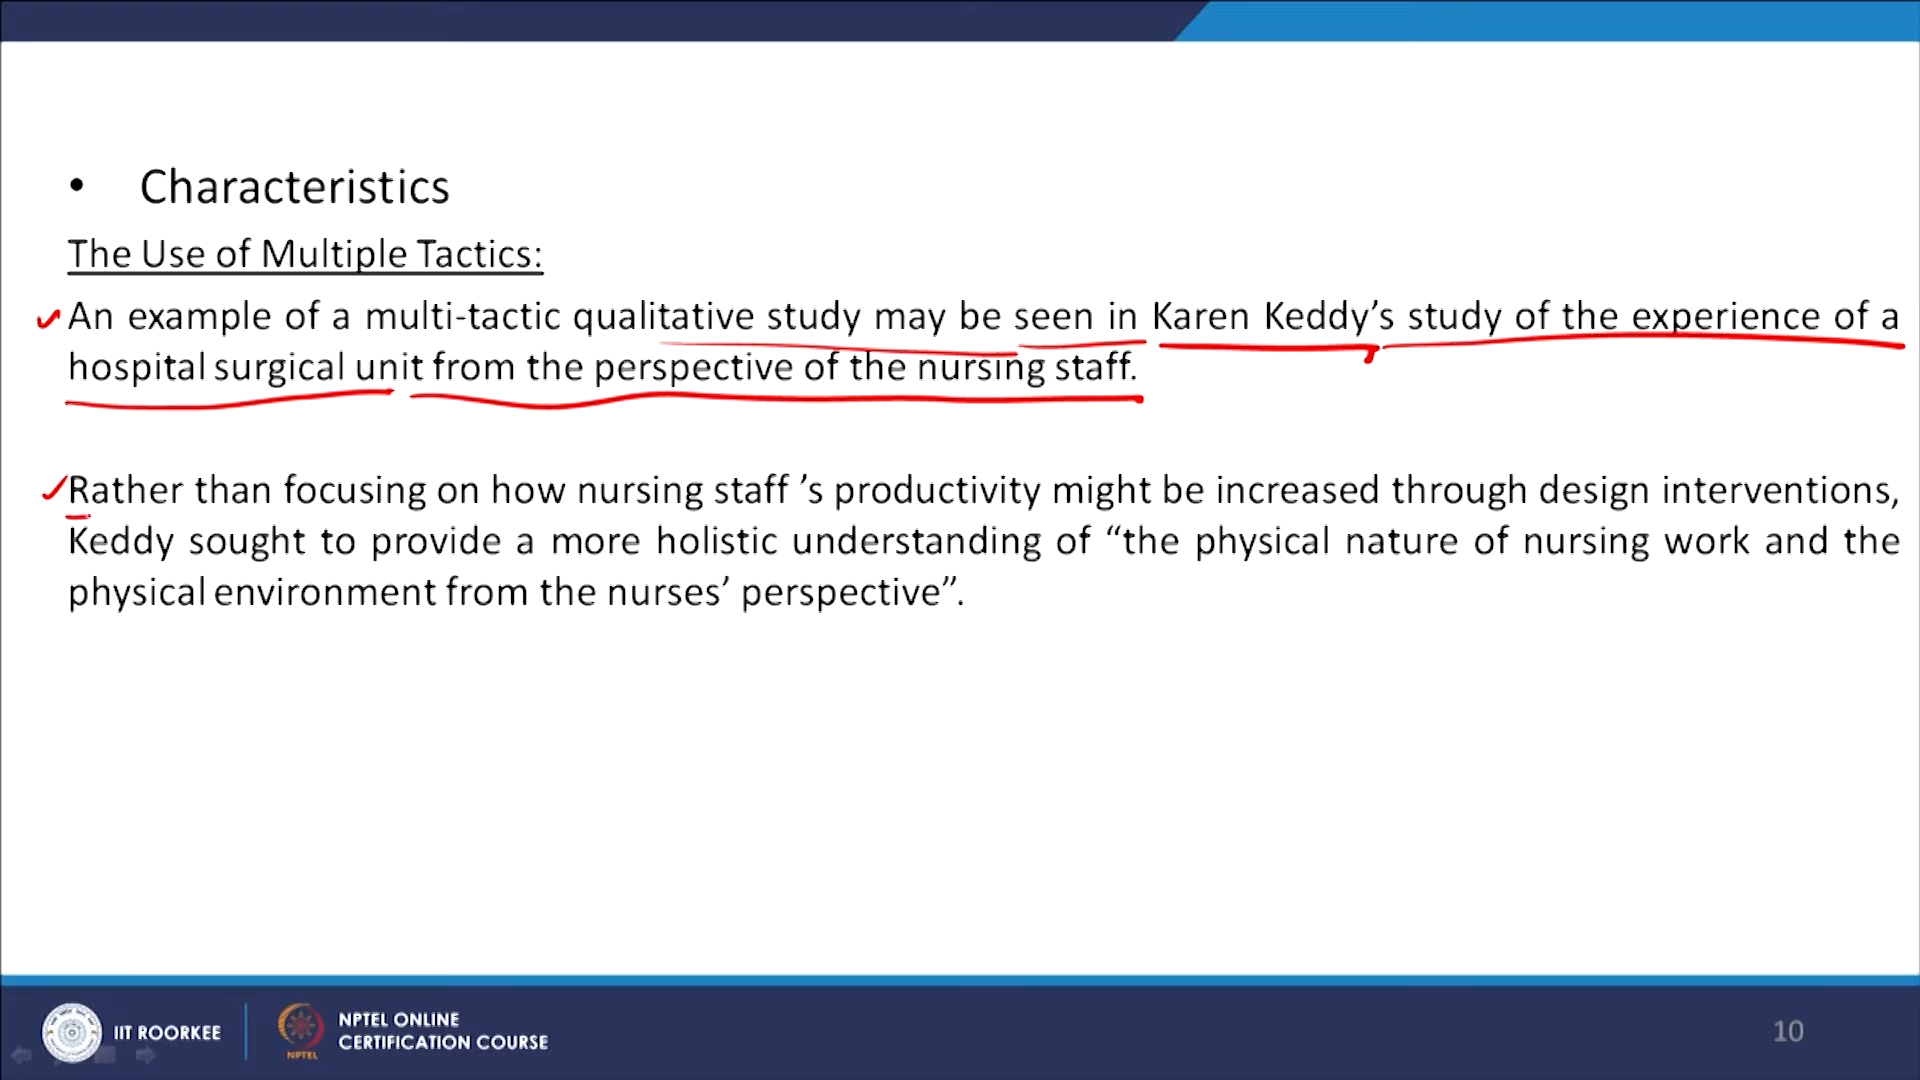 • Characteristics
The Use of Multiple Tactics:
An example of a multi-tactic qualitative study may be seen in Karen Keddy’s study of the experience of a
hospital surgical unit from the perspective of the nursing staff.
Rather than focusing on how nursing staff ’s productivity might be increased through design interventions,
Keddy sought to provide a more holistic understanding of “the physical nature of nursing work and the
physical environment from the nurses’ perspective”.
IIT ROORKEE
NPTEL
NPTEL ONLINE
CERTIFICATION COURSE
10